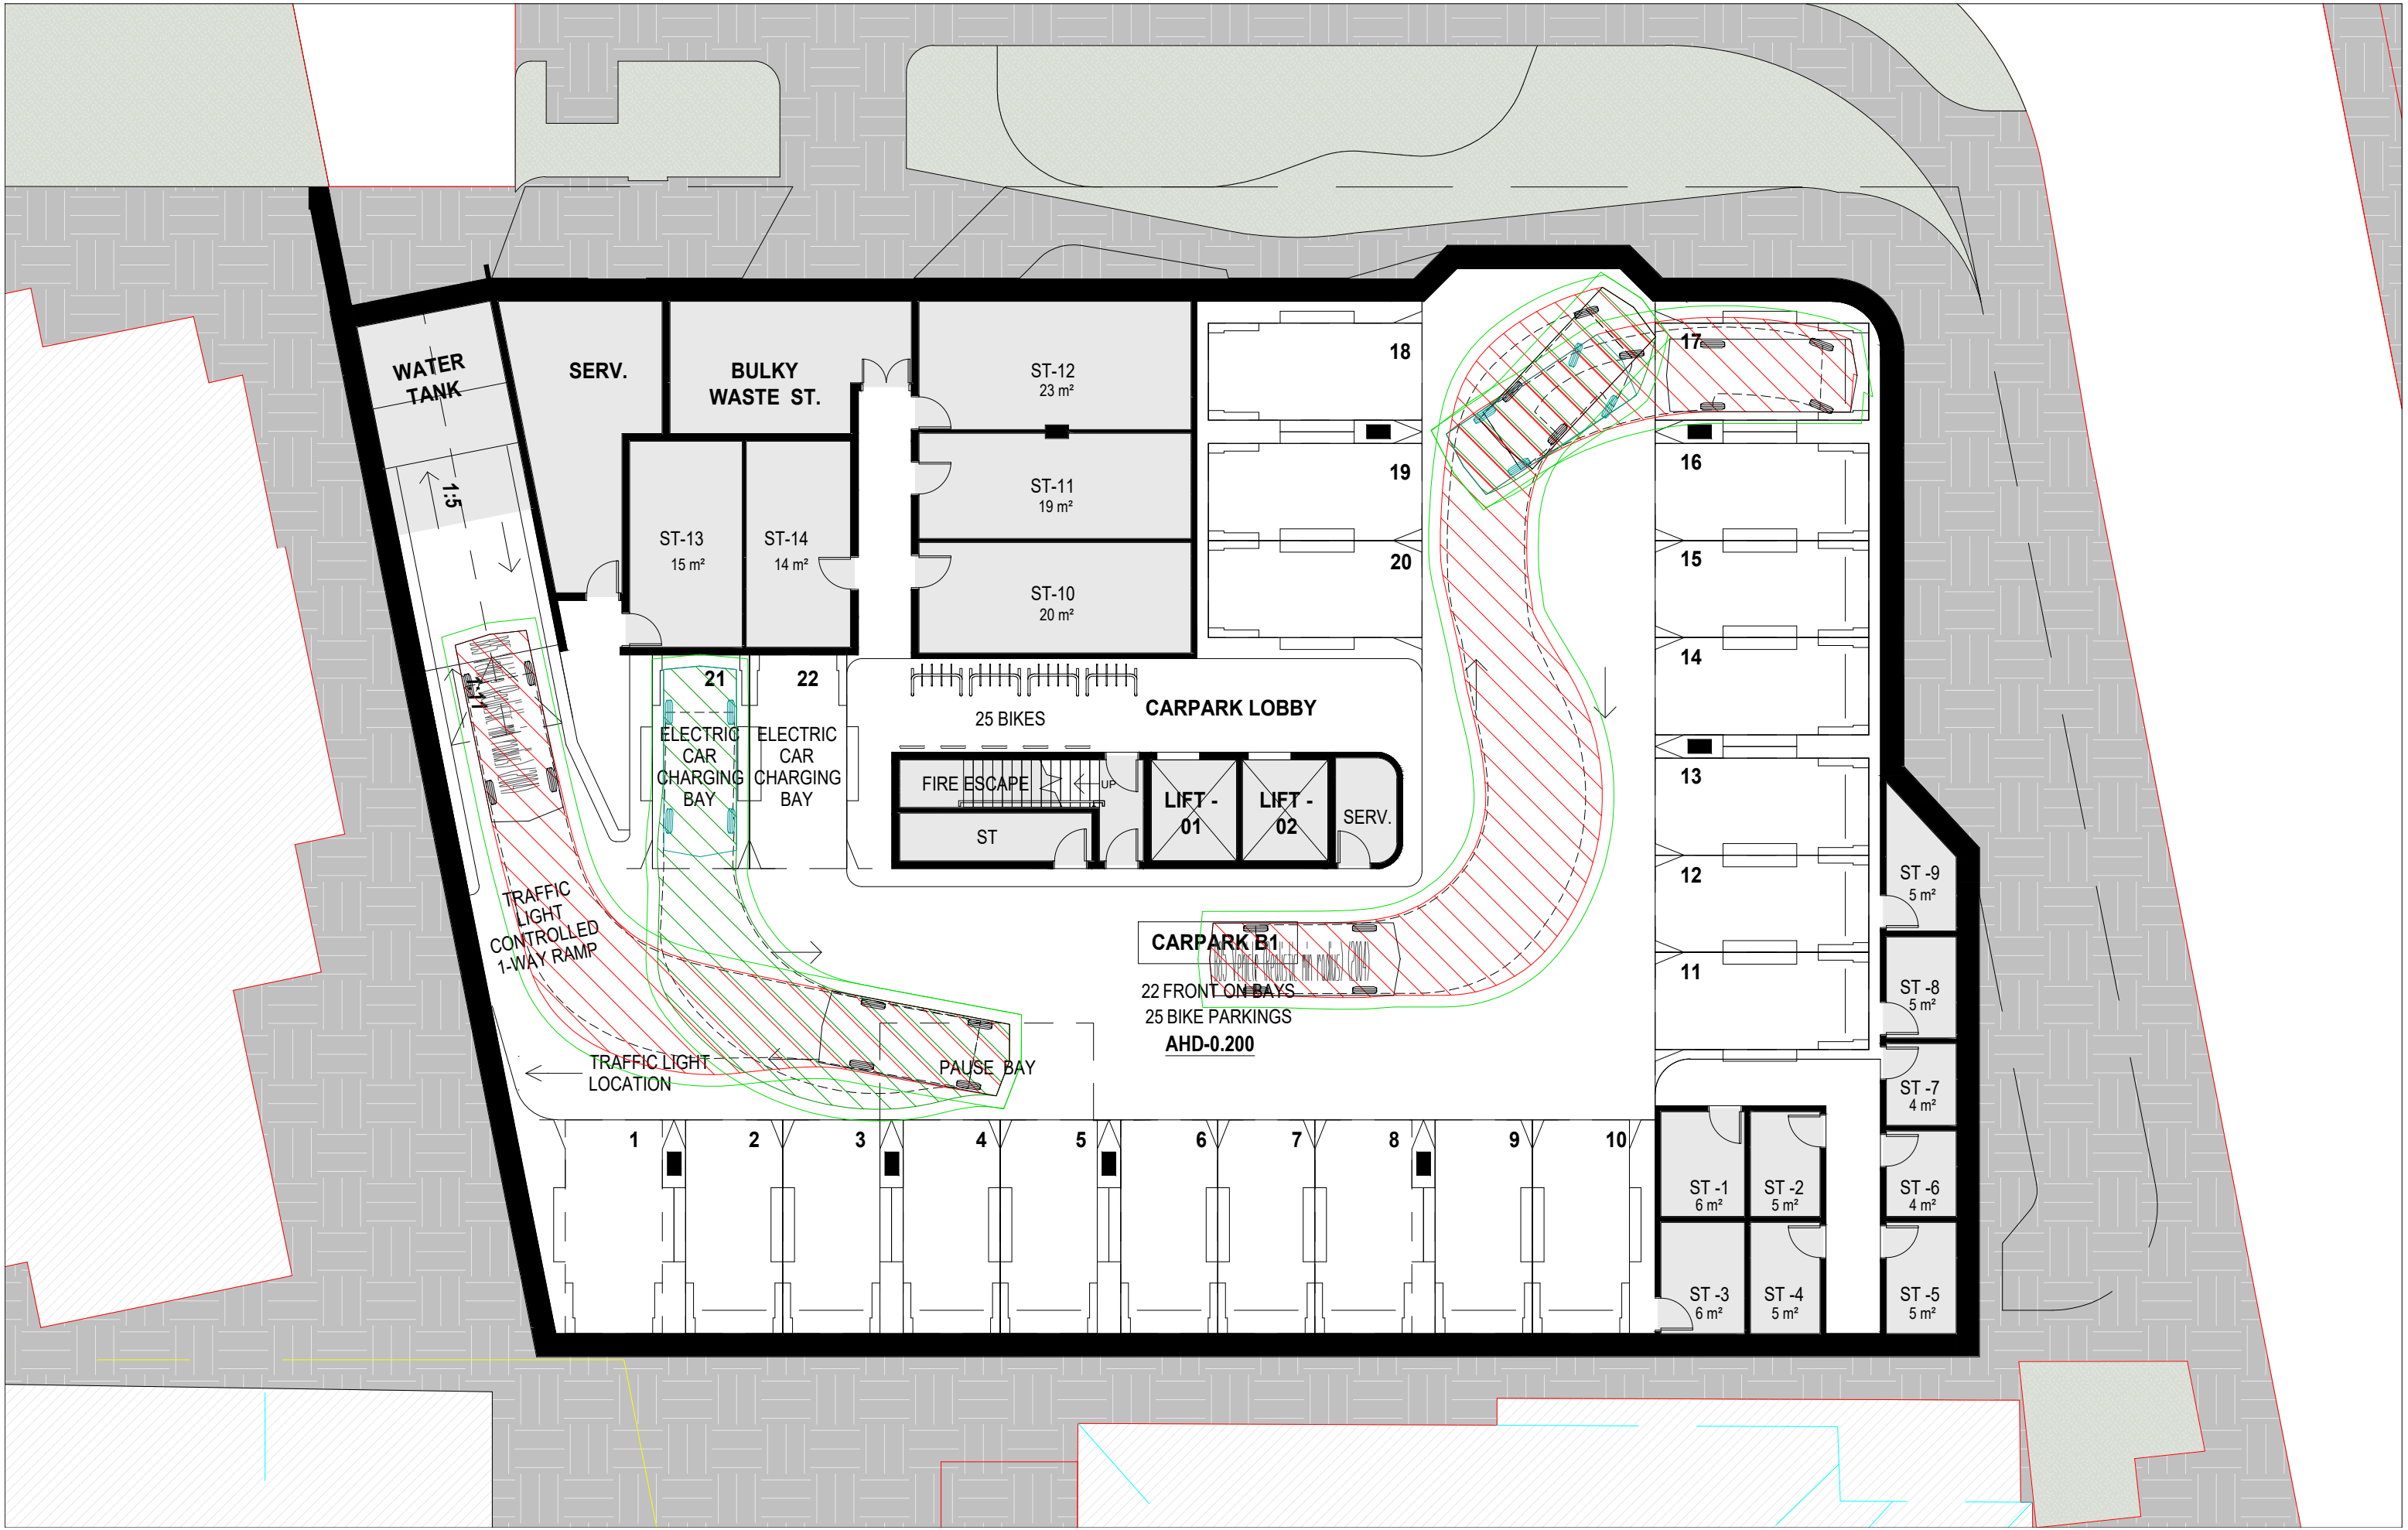 WATER
TANK
SERV.
BULKY
WASTE ST.
ST-12
23 m²
18
17
1:5
ST-11
19 m²
19
16
ST-13
15 m²
ST-14
14 m²
ST-10
20 m²
20
15
14
21
22
25 BIKES
CARPARK LOBBY
ELECTRIC
CAR
CHARGING
BAY
ELECTRIC
CAR
CHARGING
BAY
FIRE ESCAPE
UP
LIFT -
01
LIFT -
02
SERV.
ST
13
12
11
ST -9
5 m²
TRAFFIC
LIGHT
CONTROLLED
1-WAY RAMP
CARPARK B1
22 FRONT ON BAYS
25 BIKE PARKINGS
AHD-0.200
ST -8
5 m²
TRAFFIC LIGHT
LOCATION
PAUSE BAY
ST -7
4 m²
1
2
3
4
5
6
7
8
9
10
ST -1
6 m²
ST -2
5 m²
ST -6
4 m²
ST -3
6 m²
ST -4
5 m²
ST -5
5 m²